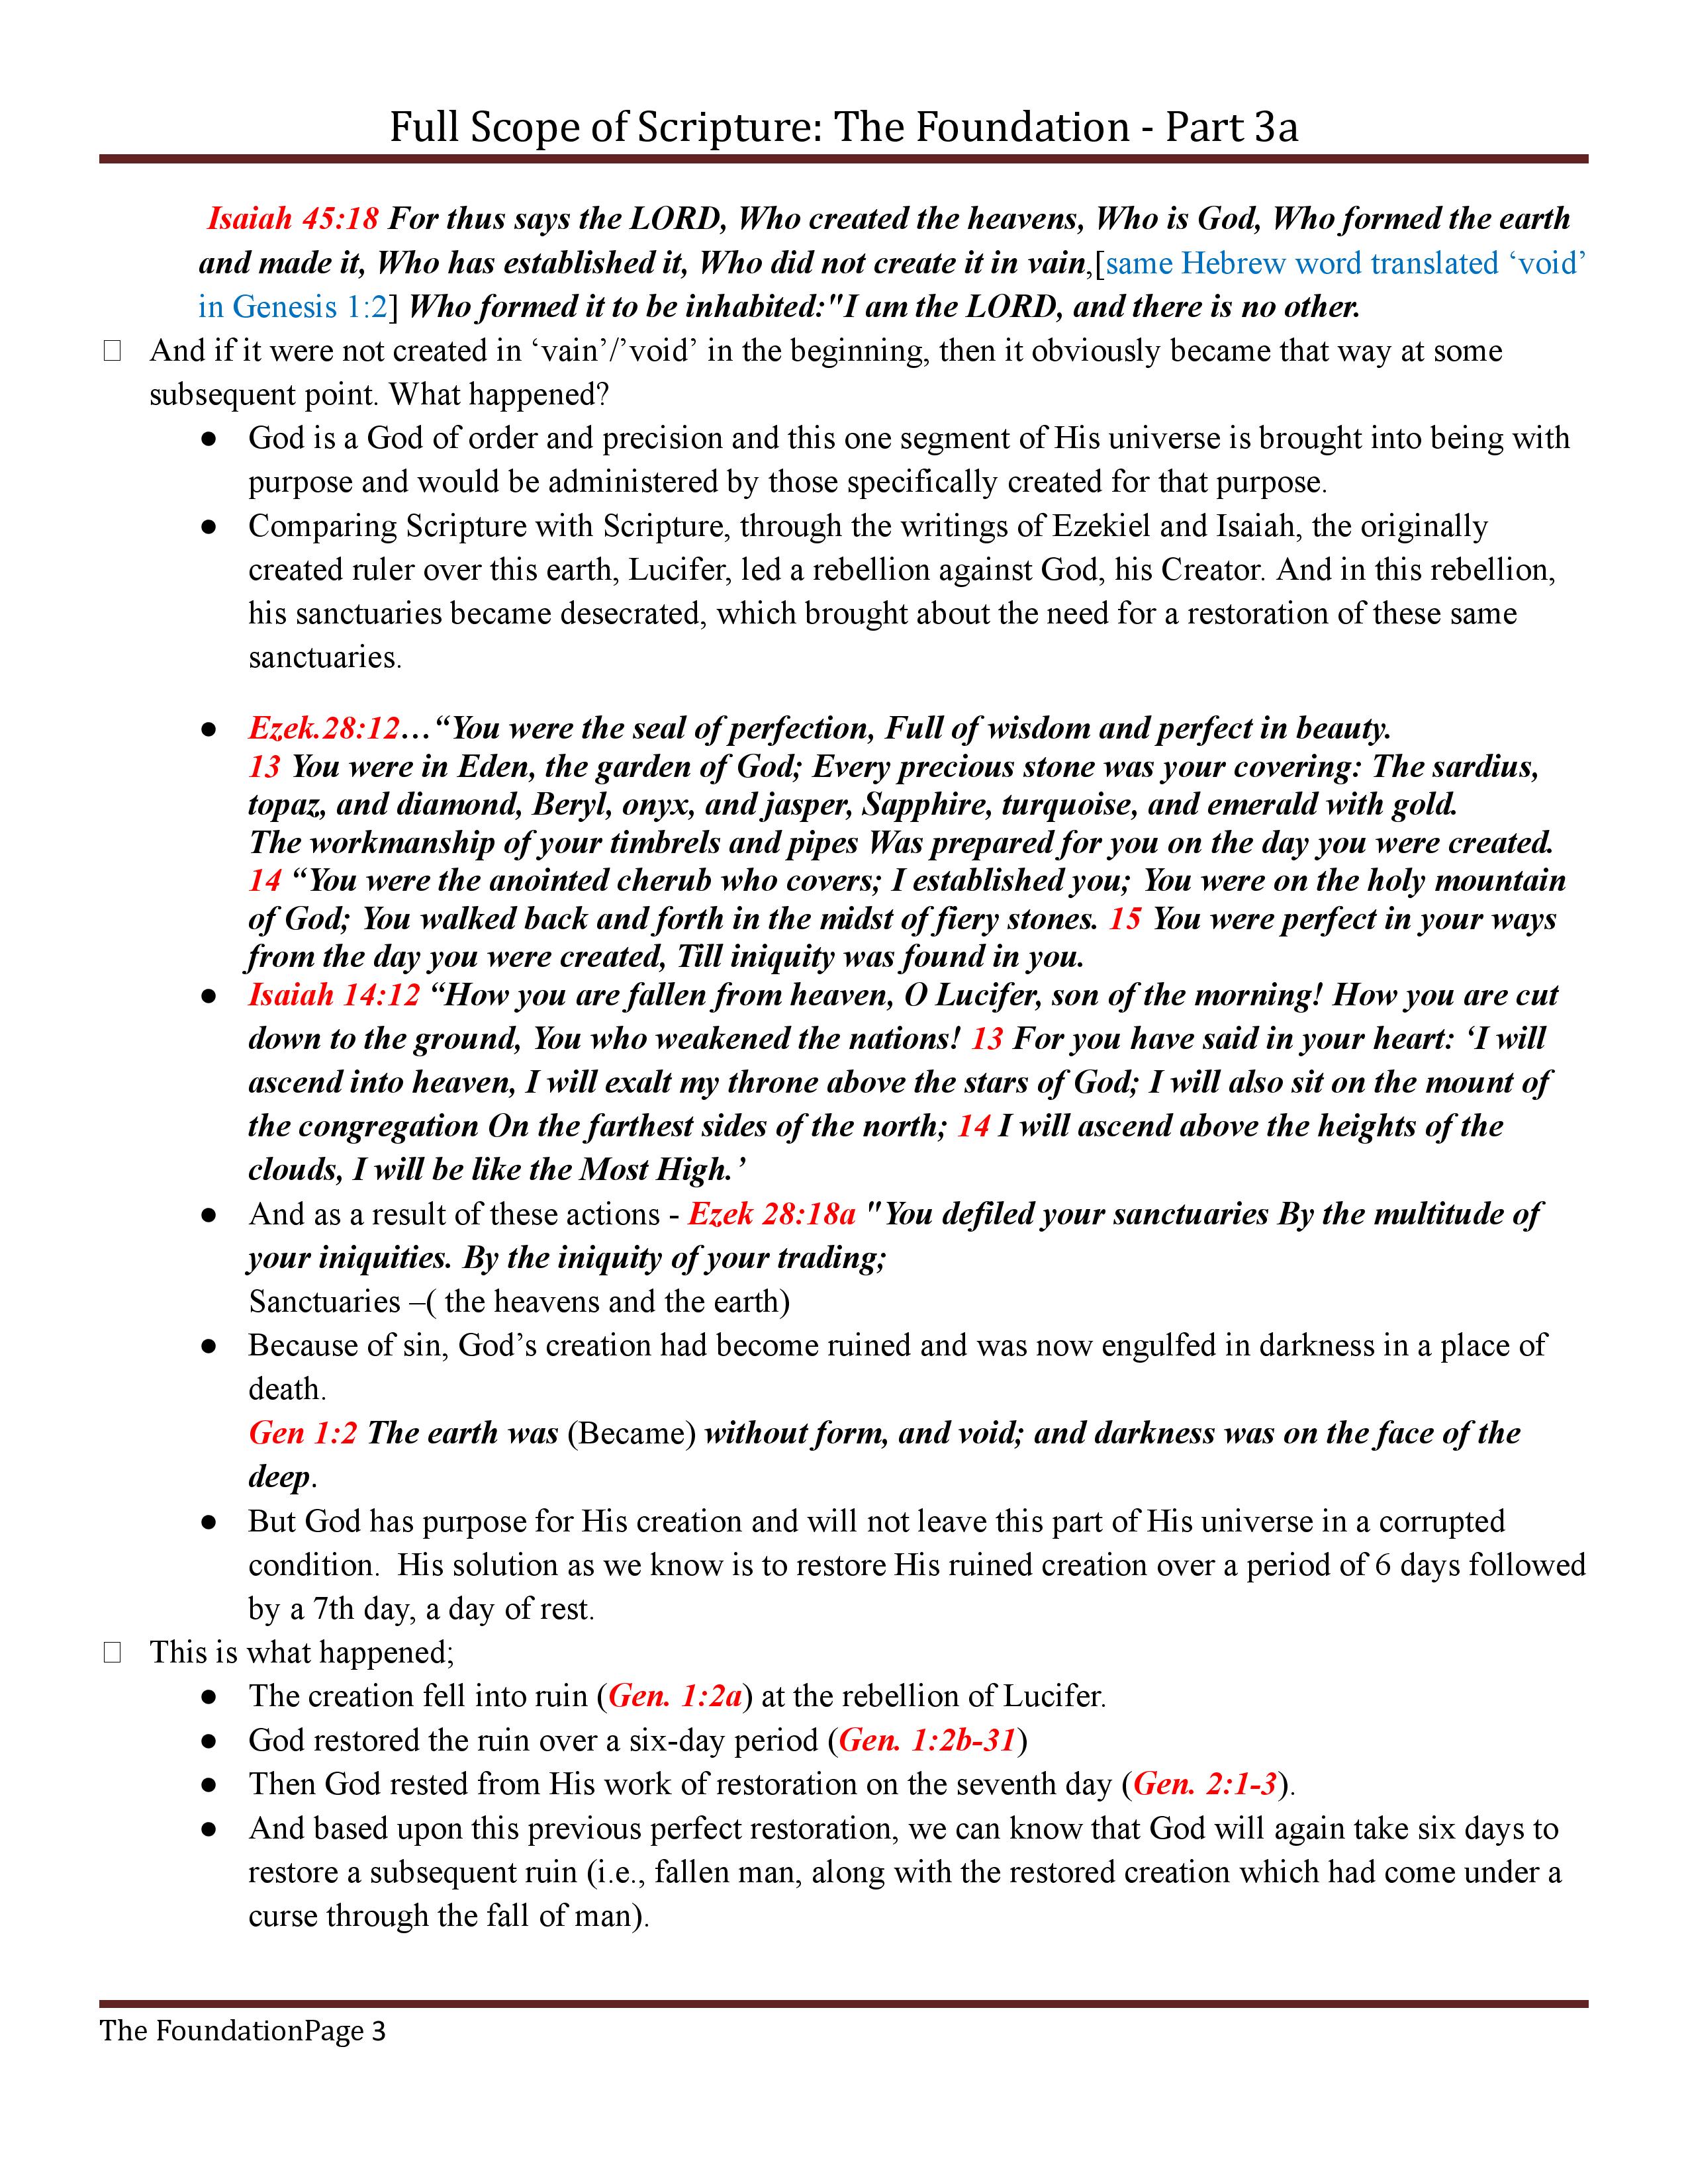 Full Scope of Scripture: The Foundation - Part 3a
Isaiah 45:18 For thus says the LORD, Who created the heavens, Who is God, Who formed the earth
and made it, Who has established it, Who did not create it in vain,[same Hebrew word translated ‘void’
in Genesis 1:2] Who formed it to be inhabited:"I am the LORD, and there is no other.
And if it were not created in ‘vain’/’void’ in the beginning, then it obviously became that way at some
subsequent point. What happened?
● God is a God of order and precision and this one segment of His universe is brought into being with
purpose and would be administered by those specifically created for that purpose.
● Comparing Scripture with Scripture, through the writings of Ezekiel and Isaiah, the originally
created ruler over this earth, Lucifer, led a rebellion against God, his Creator. And in this rebellion,
his sanctuaries became desecrated, which brought about the need for a restoration of these same
sanctuaries.
● Ezek.28:12…“You were the seal of perfection, Full of wisdom and perfect in beauty.
13 You were in Eden, the garden of God; Every precious stone was your covering: The sardius,
topaz, and diamond, Beryl, onyx, and jasper, Sapphire, turquoise, and emerald with gold.
The workmanship of your timbrels and pipes Was prepared for you on the day you were created.
14 “You were the anointed cherub who covers; I established you; You were on the holy mountain
of God; You walked back and forth in the midst of fiery stones. 15 You were perfect in your ways
from the day you were created, Till iniquity was found in you.
● Isaiah 14:12 “How you are fallen from heaven, O Lucifer, son of the morning! How you are cut
down to the ground, You who weakened the nations! 13 For you have said in your heart: ‘I will
ascend into heaven, I will exalt my throne above the stars of God; I will also sit on the mount of
the congregation On the farthest sides of the north; 14 I will ascend above the heights of the
clouds, I will be like the Most High.’
● And as a result of these actions - Ezek 28:18a "You defiled your sanctuaries By the multitude of
your iniquities. By the iniquity of your trading;
Sanctuaries –( the heavens and the earth)
● Because of sin, God’s creation had become ruined and was now engulfed in darkness in a place of
death.
Gen 1:2 The earth was (Became) without form, and void; and darkness was on the face of the
deep.
● But God has purpose for His creation and will not leave this part of His universe in a corrupted
condition.  His solution as we know is to restore His ruined creation over a period of 6 days followed
by a 7th day, a day of rest.
This is what happened;
● The creation fell into ruin (Gen. 1:2a) at the rebellion of Lucifer.
● God restored the ruin over a six-day period (Gen. 1:2b-31)
● Then God rested from His work of restoration on the seventh day (Gen. 2:1-3).
● And based upon this previous perfect restoration, we can know that God will again take six days to
restore a subsequent ruin (i.e., fallen man, along with the restored creation which had come under a
curse through the fall of man).
The FoundationPage 3